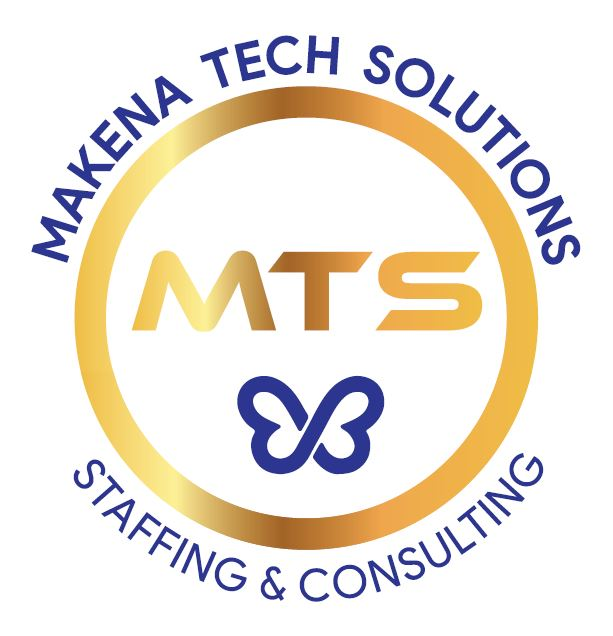 MAKENA TECH SOLUTIONS
MTS
STAFFING & CONSULTING